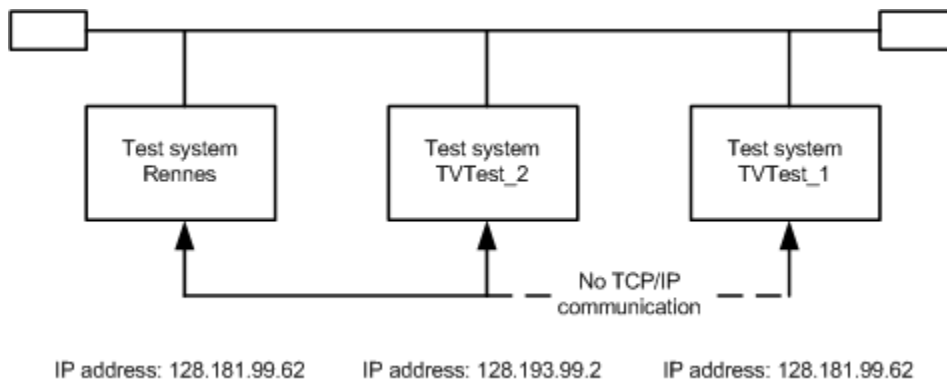 Test system
Rennes
Test system
TVTest_2
Test system
TVTest_1
No TCP/IP
communication
IP address: 128.181.99.62
IP address: 128.193.99.2
IP address: 128.181.99.62